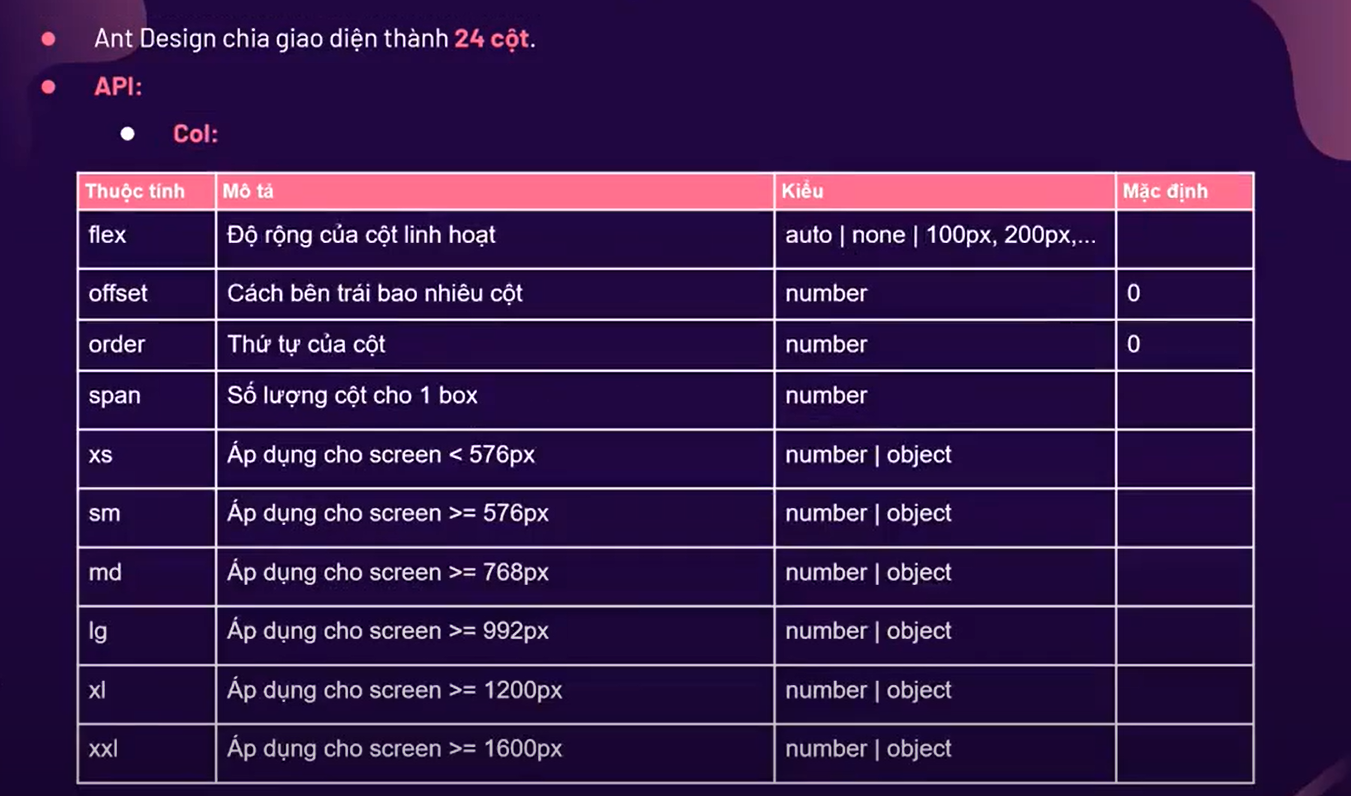 Ant Design chia giao diện thành 24 cột.
API:
Col:
Thuộc tính Mô tả Kiểu Mặc định
flex Độ rộng của cột linh hoạt auto | none | 100px, 200px,...
offset Cách bên trái bao nhiêu cột number 0
order Thứ tự của cột number 0
span Số lượng cột cho 1 box number
xs Áp dụng cho screen < 576px number | object
sm Áp dụng cho screen >= 576px number | object
md Áp dụng cho screen >= 768px number | object
lg Áp dụng cho screen >= 992px number | object
xl Áp dụng cho screen >= 1200px number | object
xxl Áp dụng cho screen >= 1600px number | object